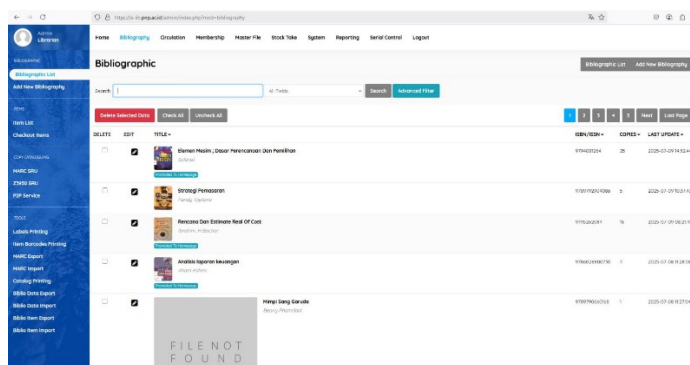 Admin
Librarian
Home Bibliography Circulation Membership Master File Stock Take System Reporting Serial Control Logout
BIBLIOGRAPHIC
Bibliographic List
Add New Bibliography
ITEMS
Item List
Checkout Items
COPY CATALOGUING
MARC SRU
Z3950 SRU
P2P Service
TOOLS
Labels Printing
Item Barcodes Printing
MARC Export
MARC Import
Catalog Printing
Biblio Data Export
Biblio Data Import
Biblio Item Export
Biblio Item Import
Bibliographic
Bibliographic List Add New Bibliography
Search All Fields Search Advanced Filter
Delete Selected Data Check All Uncheck All
1 2 3 4 5 Next Last Page
DELETE EDIT TITLE ISBN/ISSN COPIES LAST UPDATE
Elemen Mesin ; Dasar Perencanaan Dan Pemilihan
Promoted To Homepage
Strategi Pemasaran
Promoted To Homepage
Rencana Dan Estimate Real Of Cost
Promoted To Homepage
Analisis laporan keuangan
Promoted To Homepage
Mimpi Sang Garuda
FILE NOT
FOUND